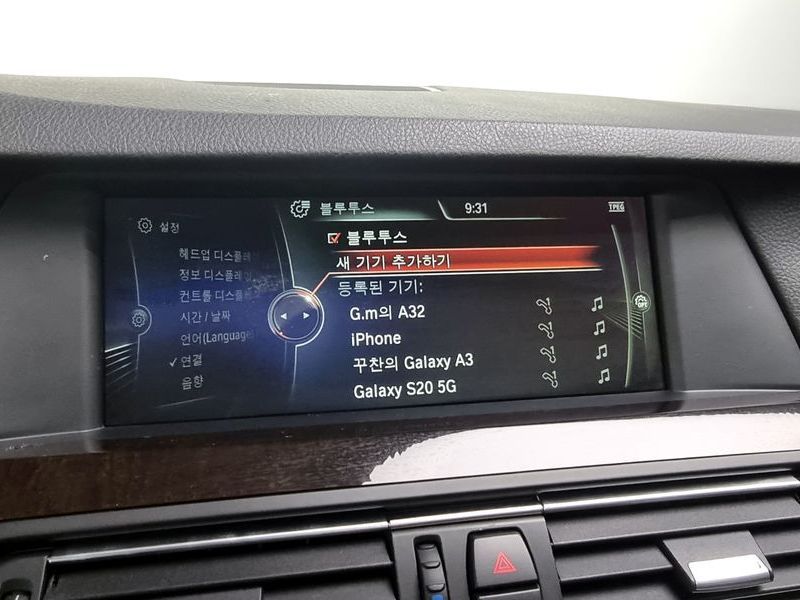 설정
블루투스
9:31
TPEG
헤드업 디스플레
정보 디스플레이
컨트롤 디스플레
시간 / 날짜
언어(Language
연결
음향
블루투스
새 기기 추가하기
등록된 기기:
G.m의 A32
iPhone
꾸찬의 Galaxy A3
Galaxy S20 5G